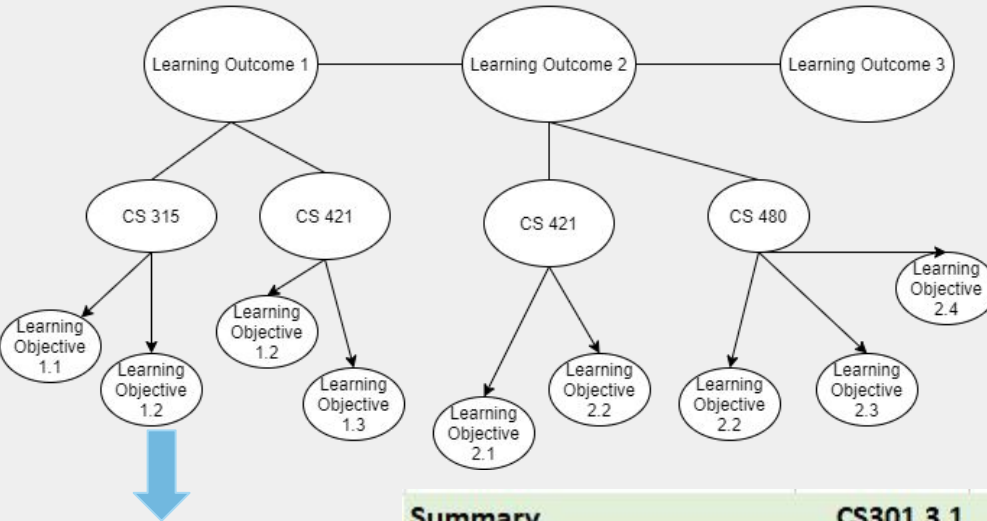 Learning Outcome 1
Learning Outcome 2
Learning Outcome 3
CS 315
CS 421
CS 421
CS 480
Learning
Objective
1.1
Learning
Objective
1.2
Learning
Objective
1.2
Learning
Objective
1.3
Learning
Objective
2.1
Learning
Objective
2.2
Learning
Objective
2.2
Learning
Objective
2.3
Learning
Objective
2.4
Summary CS301.3.1